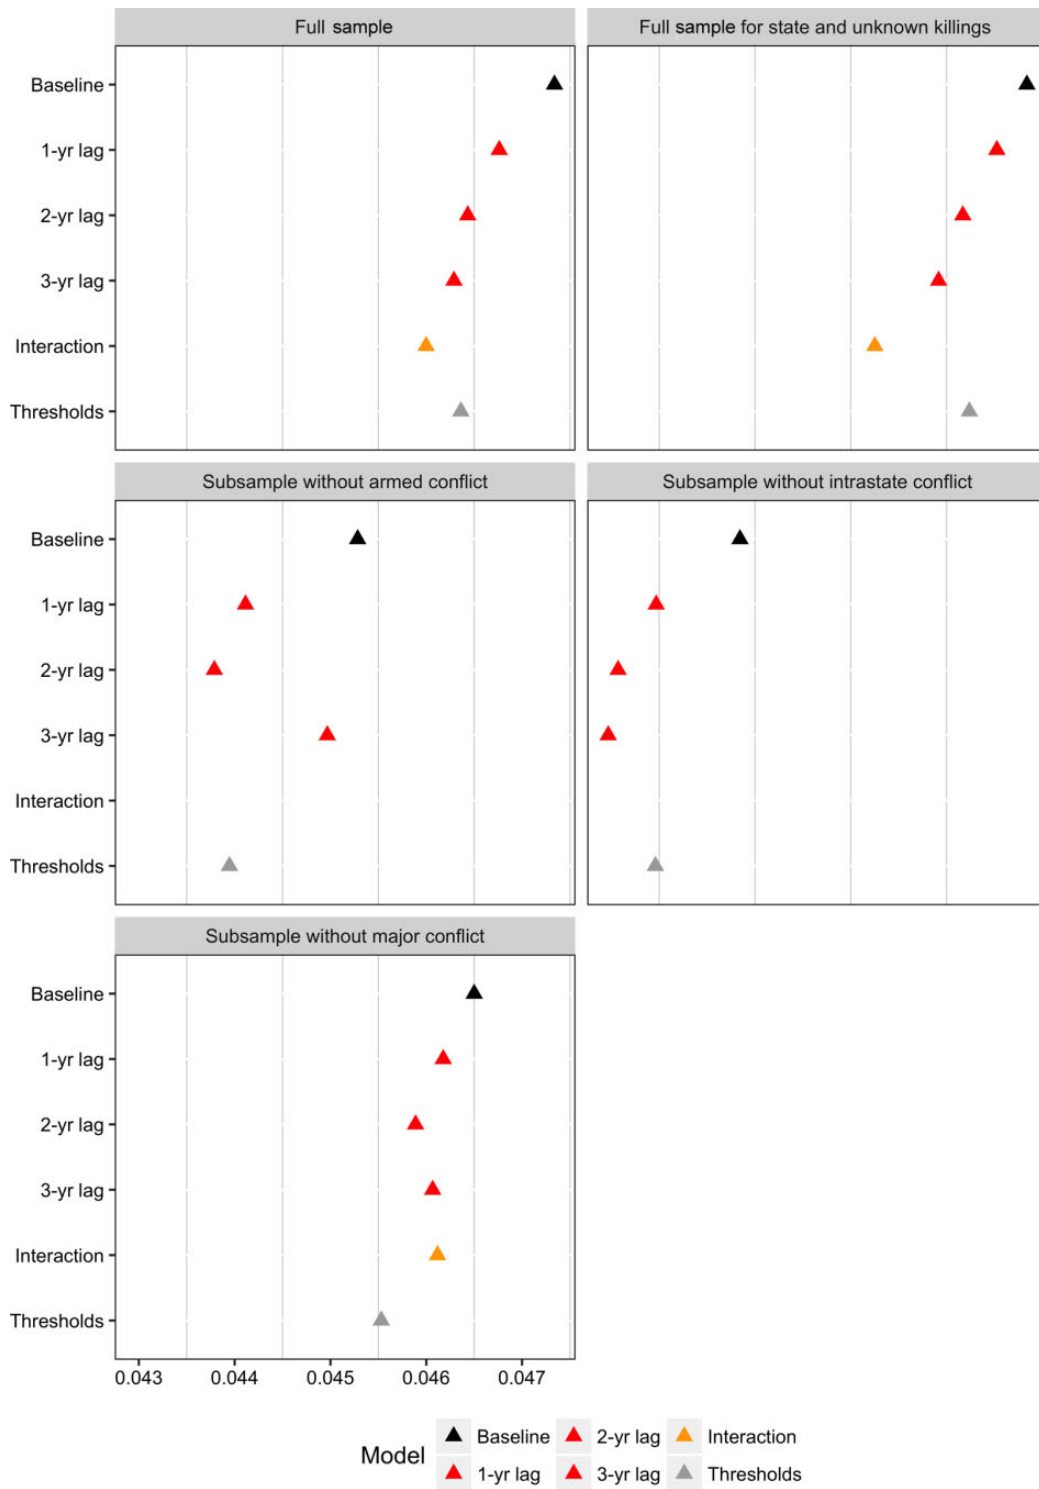 Full sample
Full sample for state and unknown killings
Baseline
1-yr lag
2-yr lag
3-yr lag
Interaction
Thresholds
Subsample without armed conflict
Subsample without intrastate conflict
Baseline
1-yr lag
2-yr lag
3-yr lag
Interaction
Thresholds
Subsample without major conflict
Baseline
1-yr lag
2-yr lag
3-yr lag
Interaction
Thresholds
0.043 0.044 0.045 0.046 0.047
Model
Baseline 2-yr lag Interaction
1-yr lag 3-yr lag Thresholds